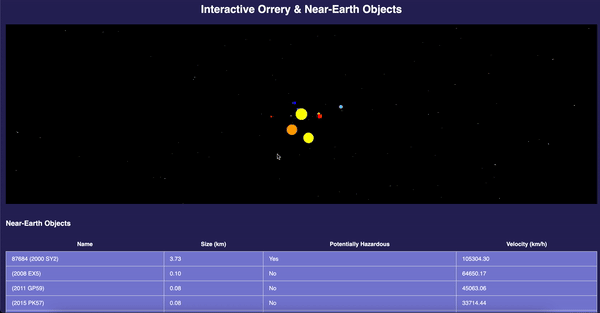 Interactive Orrery & Near-Earth Objects
Near-Earth Objects
Name Size (km) Potentially Hazardous Velocity (km/h)
87684 (2000 SY2) 3.73 Yes 105304.30
(2008 EX5) 0.10 No 64650.17
(2011 GP59) 0.08 No 45063.06
(2015 PK57) 0.08 No 33714.44